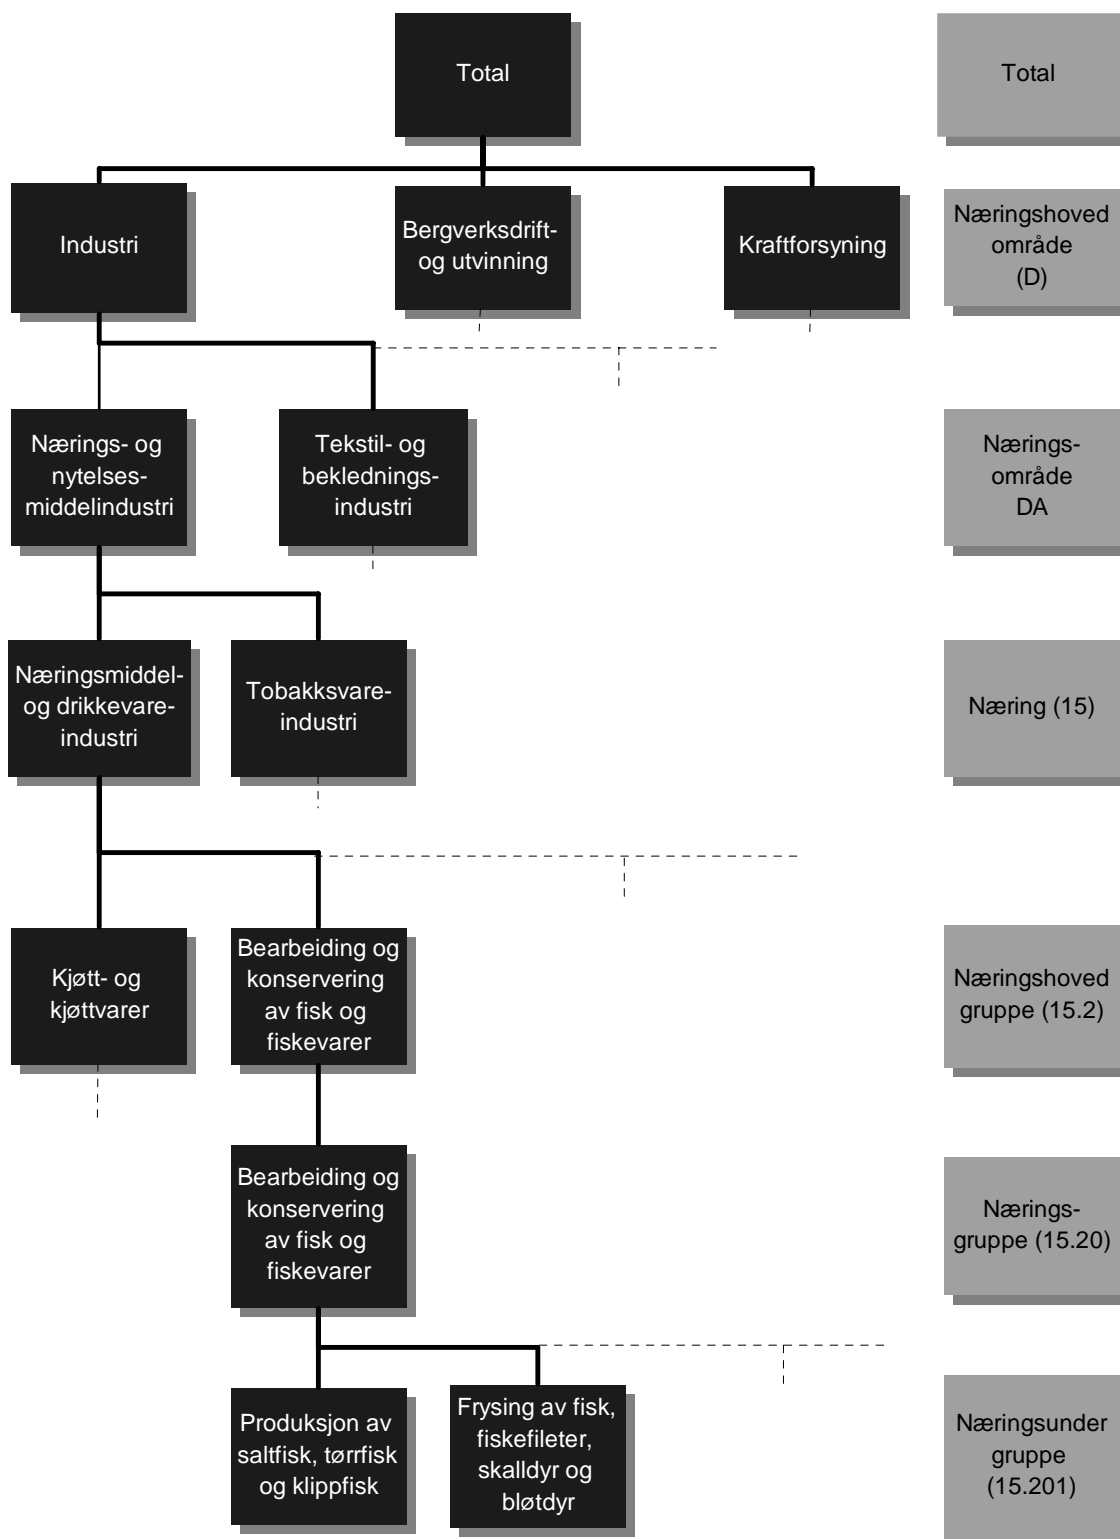 Total
Total
Industri
Bergverksdrift-
og utvinning
Kraftforsyning
Næringshoved
område
(D)
Nærings- og
nytelses-
middelindustri
Tekstil- og
beklednings-
industri
Nærings-
område
DA
Næringsmiddel-
og drikkevare-
industri
Tobakksvare-
industri
Næring (15)
Kjøtt- og
kjøttvarer
Bearbeiding og
konservering
av fisk og
fiskevarer
Næringshoved
gruppe (15.2)
Bearbeiding og
konservering
av fisk og
fiskevarer
Nærings-
gruppe (15.20)
Produksjon av
saltfisk, tørrfisk
og klippfisk
Frysing av fisk,
fiskefileter,
skalldyr og
bløtdyr
Næringsunder
gruppe
(15.201)